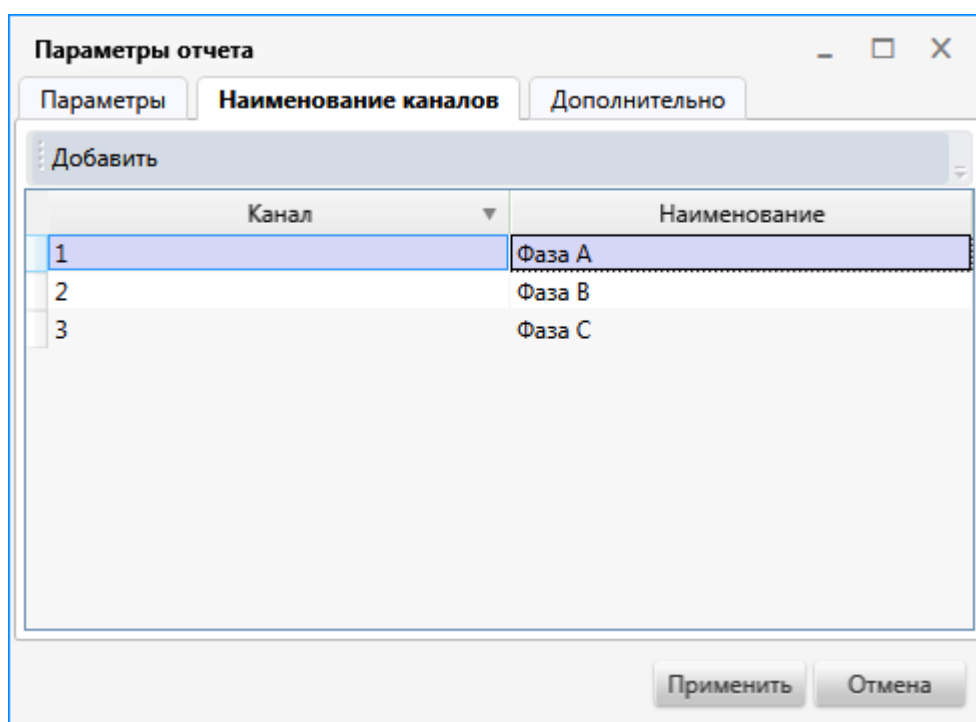 Параметры отчета
Параметры Наименование каналов Дополнительно
Добавить
Канал Наименование
1 Фаза A
2 Фаза B
3 Фаза C
Применить Отмена